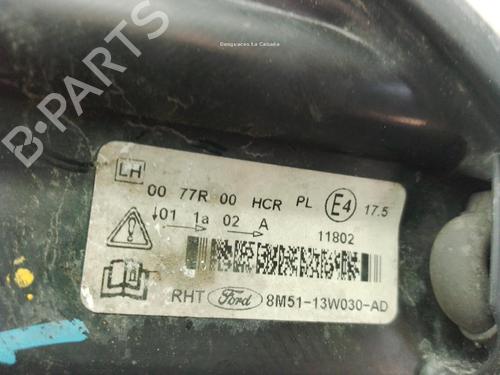 Desguaces La Cabaña
B-PARTS
LH
00 77R 00 HCR PL E4 17.5
↓01 1a 02 A
11802
RHT Ford 8M51-13W030-AD